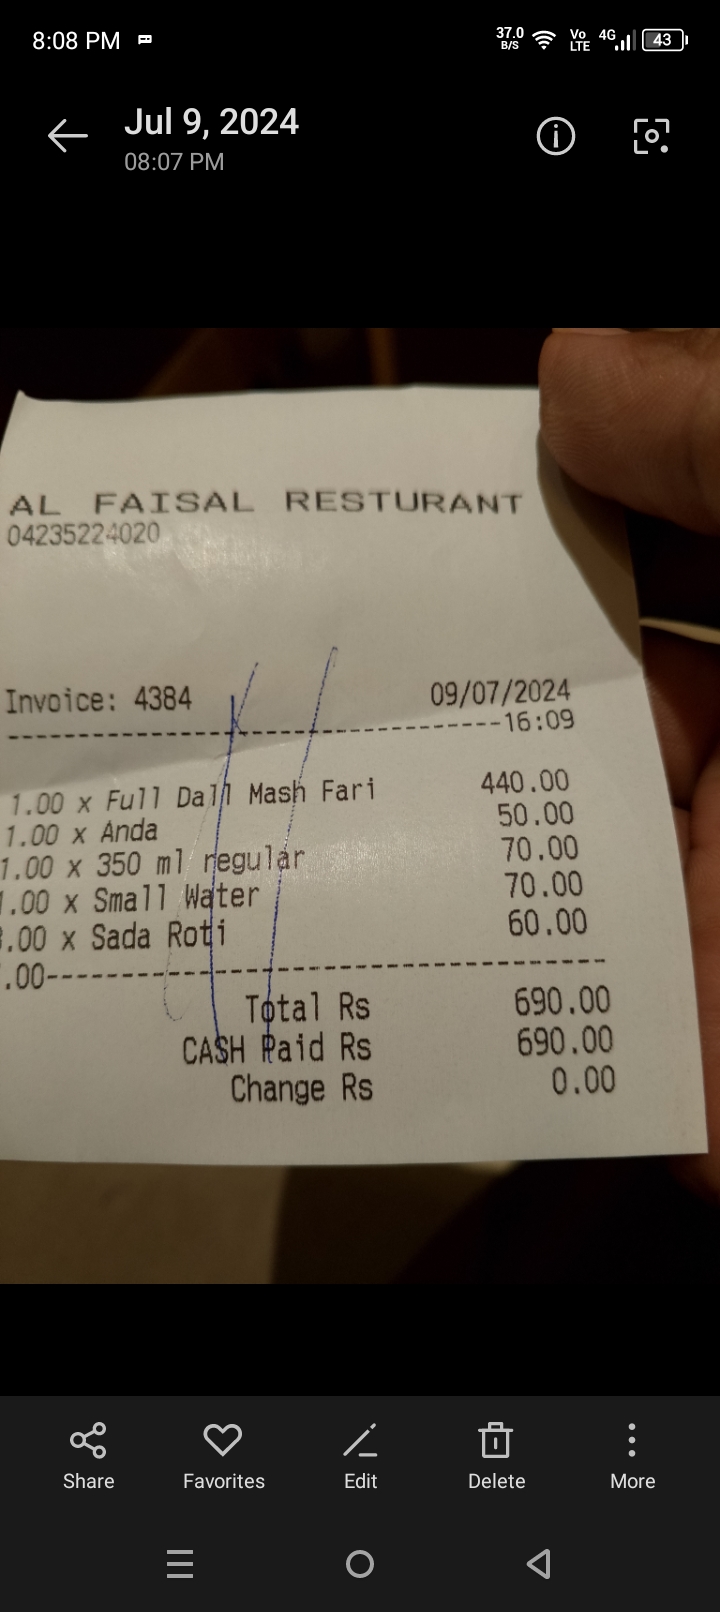 8:08 PM
37.0 B/S Vo LTE 4G 43
Jul 9, 2024
08:07 PM
AL FAISAL RESTURANT
04235224020
Invoice: 4384 09/07/2024
16:09
1.00 x Full Dall Mash Fari 440.00
1.00 x Anda 50.00
1.00 x 350 ml regular 70.00
1.00 x Small Water 70.00
3.00 x Sada Roti 60.00
.00
Total Rs 690.00
CASH Paid Rs 690.00
Change Rs 0.00
Share Favorites Edit Delete More